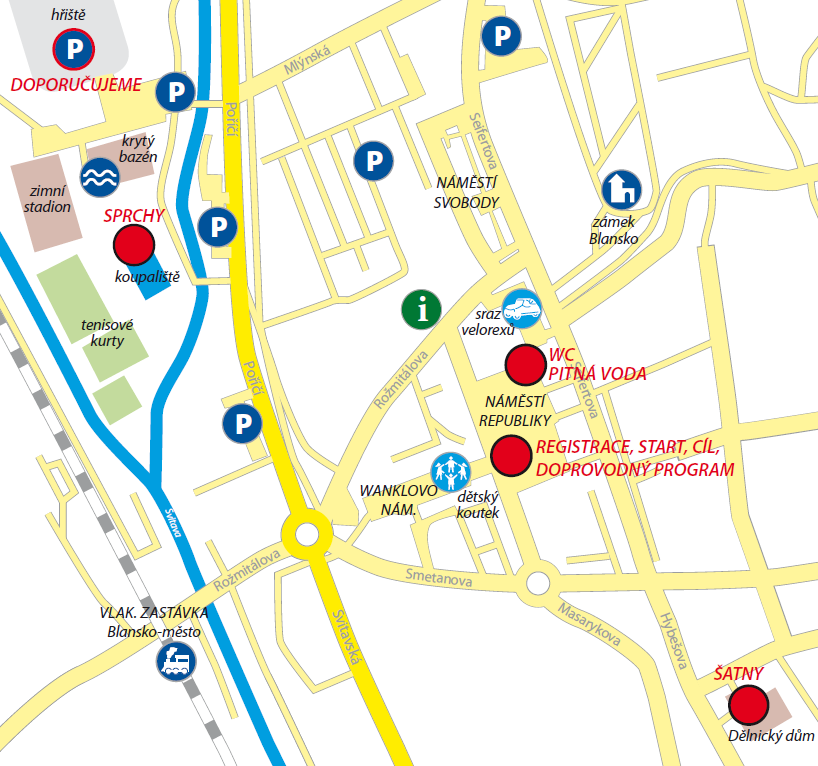 hřiště
P
DOPORUČUJEME
P
P
Mlýnská
Poříčí
krytý
bazén
zimní
stadion
P
Seifertova
NÁMĚSTÍ
SVOBODY
SPRCHY
P
zámek
Blansko
koupaliště
i
sraz
velorexů
tenisové
kurty
WC
PITNÁ VODA
Poříčí
Rožmitálova
Seifertova
NÁMĚSTÍ
REPUBLIKY
P
REGISTRACE, START, CÍL,
DOPROVODNÝ PROGRAM
WANKLOVO
NÁM.
dětský
koutek
Svitava
Rožmitálova
Smetanova
VLAK. ZASTÁVKA
Blansko-město
Svitavská
Masarykova
Hybešova
ŠATNY
Dělnický dům